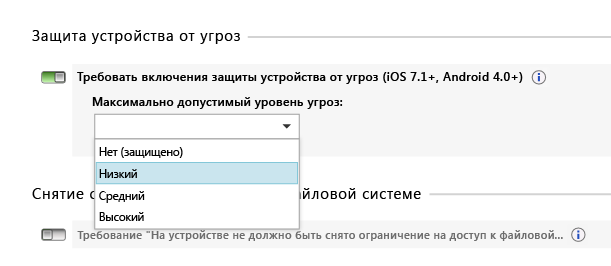 Защита устройства от угроз
Требовать включения защиты устройства от угроз (iOS 7.1+, Android 4.0+)
Максимально допустимый уровень угроз:
Нет (защищено)
Низкий
Средний
Высокий
Снятие файловой системе
Требование "На устройстве не должно быть снято ограничение на доступ к файловой...